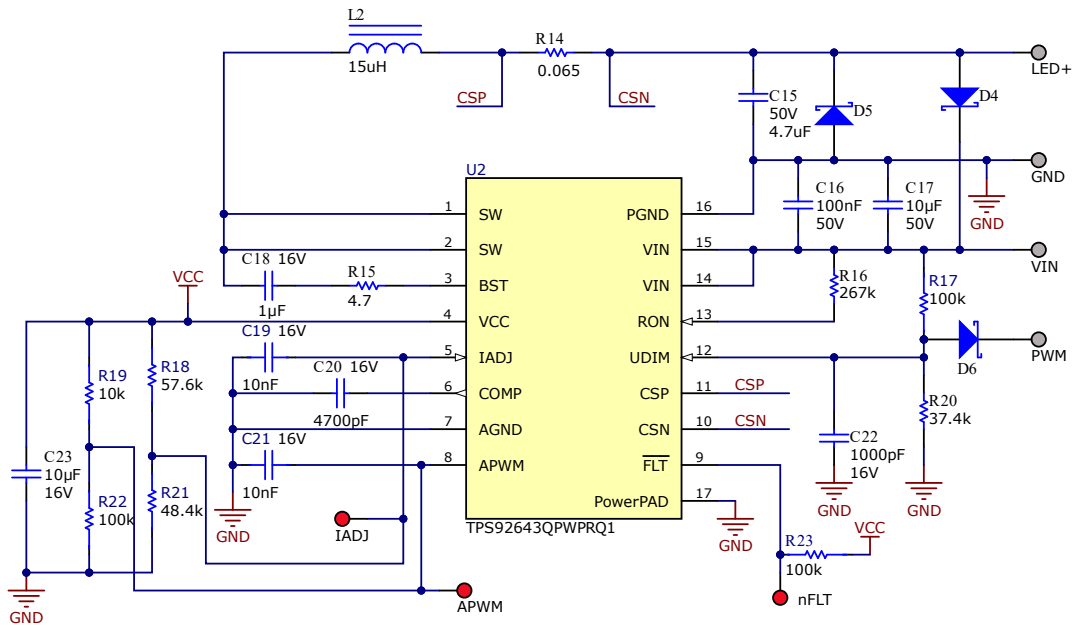 L2
15uH
R14
0.065
CSP
CSN
LED+
C15
50V
4.7uF
D5
D4
GND
U2
C16
100nF
50V
C17
10µF
50V
GND
1
SW
PGND
16
2
SW
VIN
15
VIN
C18 16V
1µF
R15
4.7
3
BST
VIN
14
R16
267k
R17
100k
VCC
4
VCC
RON
13
C19 16V
10nF
5
IADJ
UDIM
12
PWM
D6
R19
10k
R18
57.6k
C20 16V
4700pF
6
COMP
CSP
11
CSP
R20
37.4k
7
AGND
CSN
10
CSN
C21 16V
10nF
8
APWM
FLT
9
C22
1000pF
16V
C23
10µF
16V
R22
100k
R21
48.4k
PowerPAD
17
GND
GND
GND
GND
TPS92643QPWPRQ1
IADJ
VCC
R23
100k
GND
APWM
nFLT